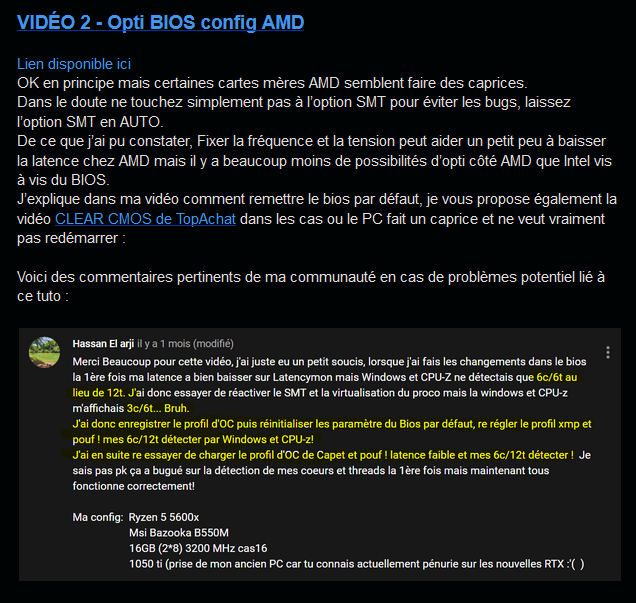 VIDÉO 2 - Opti BIOS config AMD
Lien disponible ici
OK en principe mais certaines cartes mères AMD semblent faire des caprices.
Dans le doute ne touchez simplement pas à l'option SMT pour éviter les bugs, laissez
l'option SMT en AUTO.
De ce que j'ai pu constater, Fixer la fréquence et la tension peut aider un petit peu à baisser
la latence chez AMD mais il y a beaucoup moins de possibilités d'opti côté AMD que Intel vis
à vis du BIOS.
J'explique dans ma vidéo comment remettre le bios par défaut, je vous propose également la
vidéo CLEAR CMOS de TopAchat dans les cas ou le PC fait un caprice et ne veut vraiment
pas redémarrer :
Voici des commentaires pertinents de ma communauté en cas de problèmes potentiel lié à
ce tuto :
Hassan El arji il y a 1 mois (modifié)
Merci Beaucoup pour cette vidéo, j'ai juste eu un petit soucis, lorsque j'ai fais les changements dans le bios
la 1ère fois ma latence a bien baisser sur Latencymon mais Windows et CPU-Z ne détectais que 6c/6t au
lieu de 12t. J'ai donc essayer de réactiver le SMT et la virtualisation du proco mais la windows et CPU-z
m'affichais 3c/6t... Bruh.
J'ai donc enregistrer le profil d'OC puis réinitialiser les paramètre du Bios par défaut, re régler le profil xmp et
pouf ! mes 6c/12t détecter par Windows et CPU-z!
J'ai en suite re essayer de charger le profil d'OC de Capet et pouf ! latence faible et mes 6c/12t détecter ! Je
sais pas pk ça a bugué sur la détection de mes coeurs et threads la 1ère fois mais maintenant tous
fonctionne correctement!
Ma config: Ryzen 5 5600x
Msi Bazooka B550M
16GB (2*8) 3200 MHz cas16
1050 ti (prise de mon ancien PC car tu connais actuellement pénurie sur les nouvelles RTX :'( )